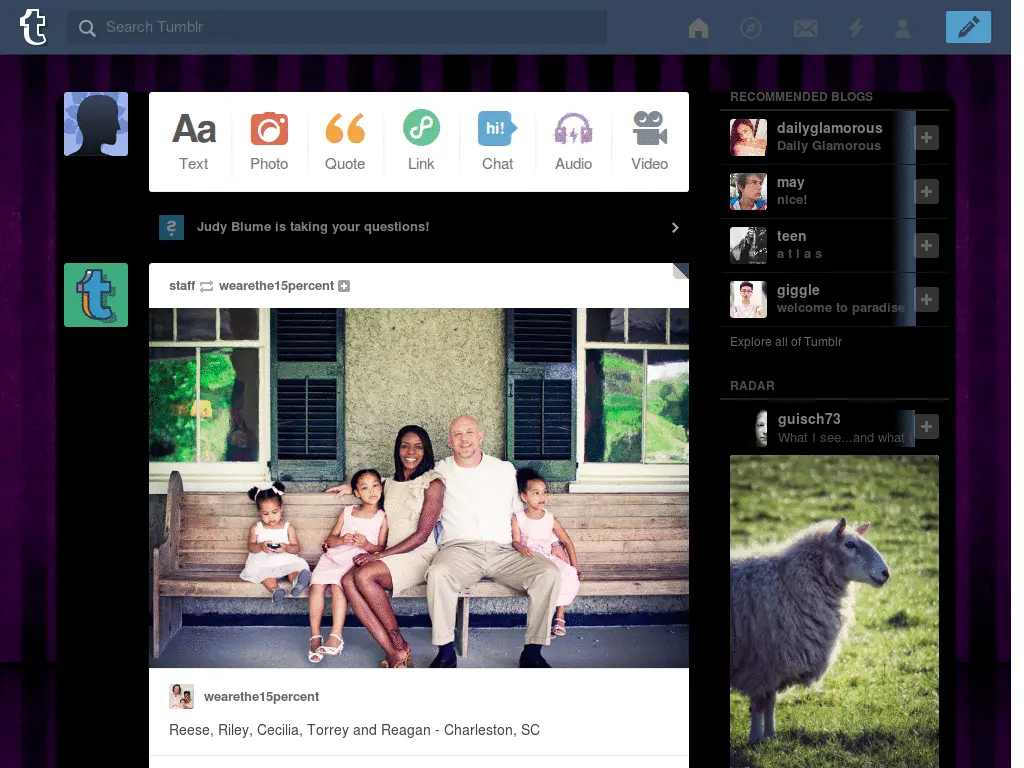 t
Search Tumblr
Aa
hi!
Text
Photo
Quote
Link
Chat
Audio
Video
?
Judy Blume is taking your questions!
t
staff wearethe15percent
wearethe15percent
Reese, Riley, Cecilia, Torrey and Reagan - Charleston, SC
RECOMMENDED BLOGS
dailyglamorous
Daily Glamorous
may
nice!
teen
a t l a s
giggle
welcome to paradise
Explore all of Tumblr
RADAR
guisch73
What I see...and what